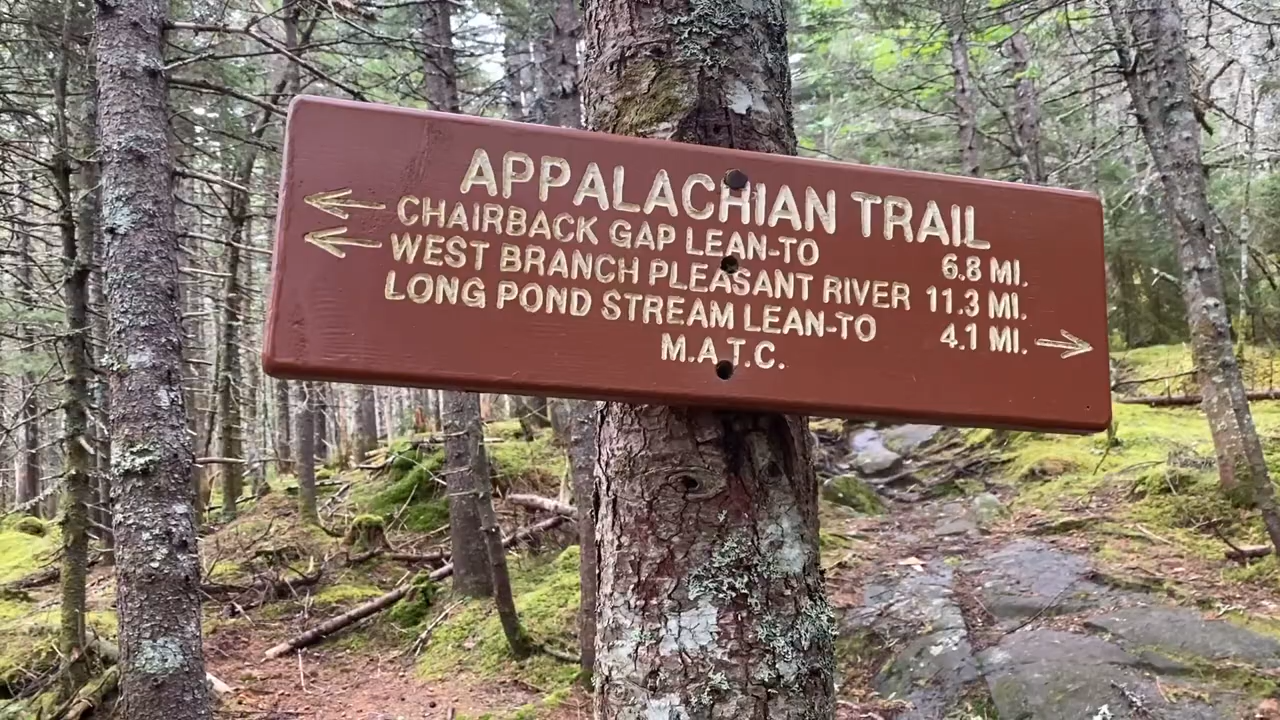 APPALACHIAN TRAIL
CHAIRBACK GAP LEAN-TO 6.8 MI.
WEST BRANCH PLEASANT RIVER 11.3 MI.
LONG POND STREAM LEAN-TO 4.1 MI.
M.A.T.C.